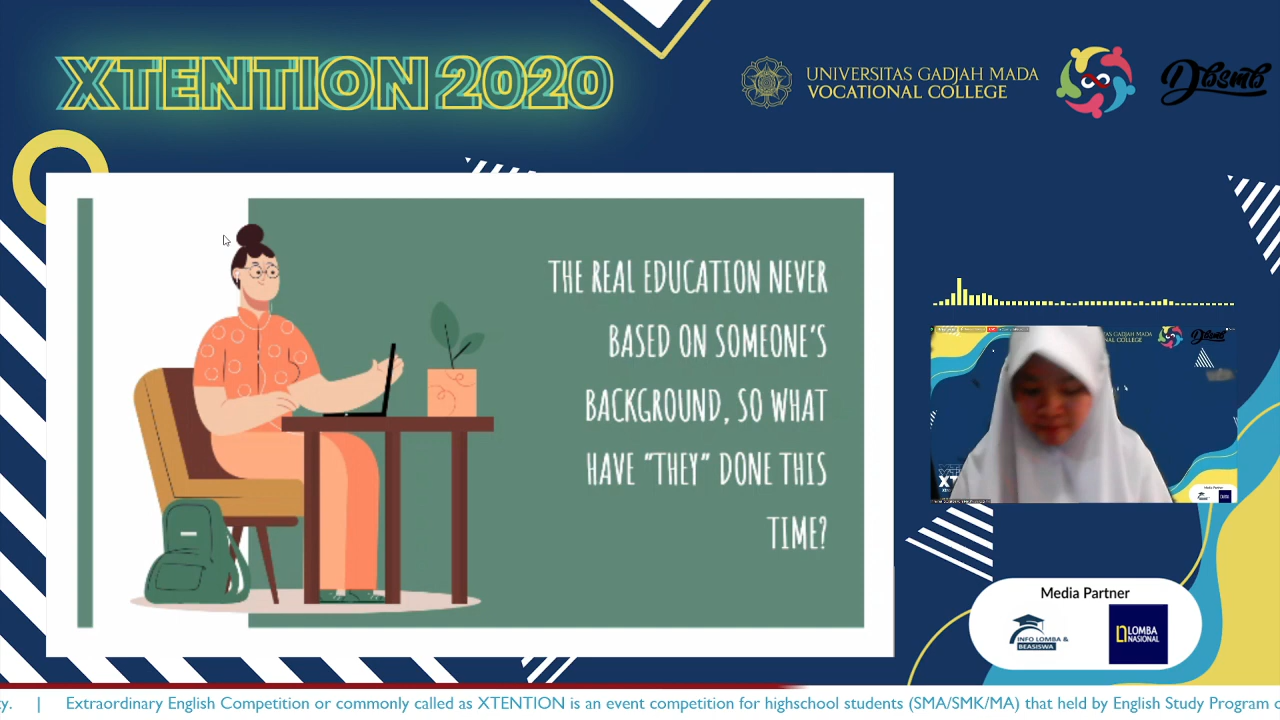 XTENTION 2020
UNIVERSITAS GADJAH MADA
VOCATIONAL COLLEGE
Dbsmb
THE REAL EDUCATION NEVER
BASED ON SOMEONE'S
BACKGROUND, SO WHAT
HAVE "THEY" DONE THIS
TIME?
Media Partner
INFO LOMBA &
BEASISWA
LOMBA
NASIONAL
ty. | Extraordinary English Competition or commonly called as XTENTION is an event competition for highschool students (SMA/SMK/MA) that held by English Study Program